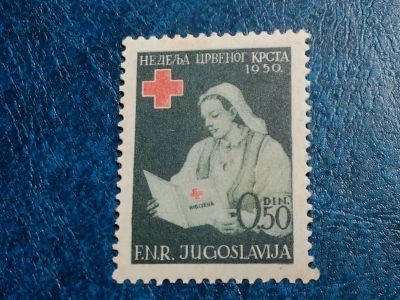 НЕДЕЉА ЦРВЕНОГ КРСТА
1950.
HIGIJENA
0.50 DIN.
F.N.R. JUGOSLAVIJA